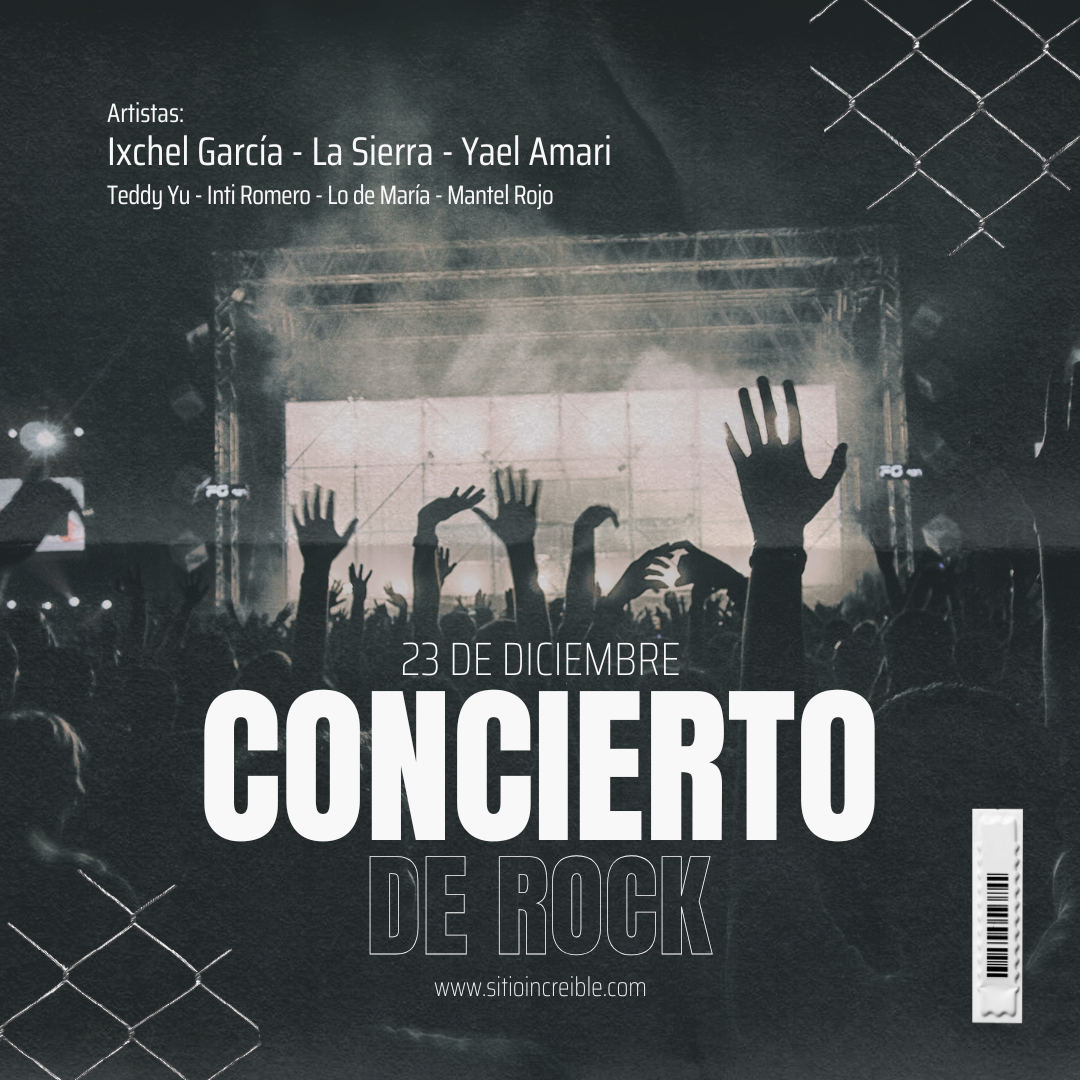 Artistas:
Ixchel García - La Sierra - Yael Amari
Teddy Yu - Inti Romero - Lo de María - Mantel Rojo
23 DE DICIEMBRE
CONCIERTO
DE ROCK
www.sitioincreible.com